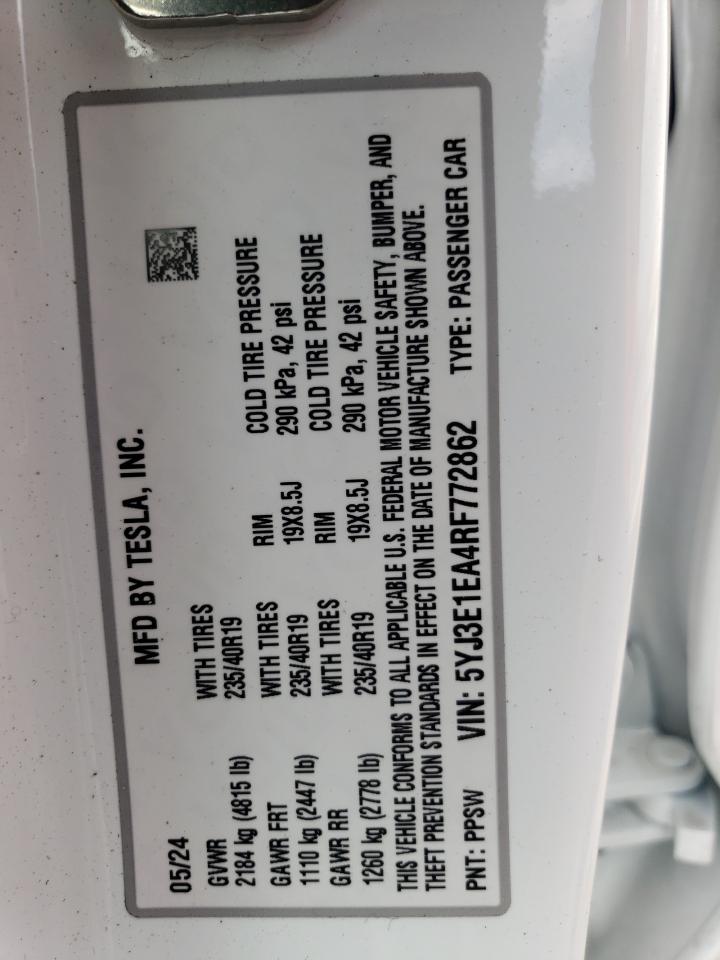 MFD BY TESLA, INC.
05/24
GVWR WITH TIRES
2184 kg (4815 lb) 235/40R19 RIM COLD TIRE PRESSURE
GAWR FRT WITH TIRES 19X8.5J 290 kPa, 42 psi
1110 kg (2447 lb) 235/40R19 RIM COLD TIRE PRESSURE
GAWR RR WITH TIRES 19X8.5J 290 kPa, 42 psi
1260 kg (2778 lb) 235/40R19
THIS VEHICLE CONFORMS TO ALL APPLICABLE U.S. FEDERAL MOTOR VEHICLE SAFETY, BUMPER, AND
THEFT PREVENTION STANDARDS IN EFFECT ON THE DATE OF MANUFACTURE SHOWN ABOVE.
PNT: PPSW VIN: 5YJ3E1EA4RF772862 TYPE: PASSENGER CAR